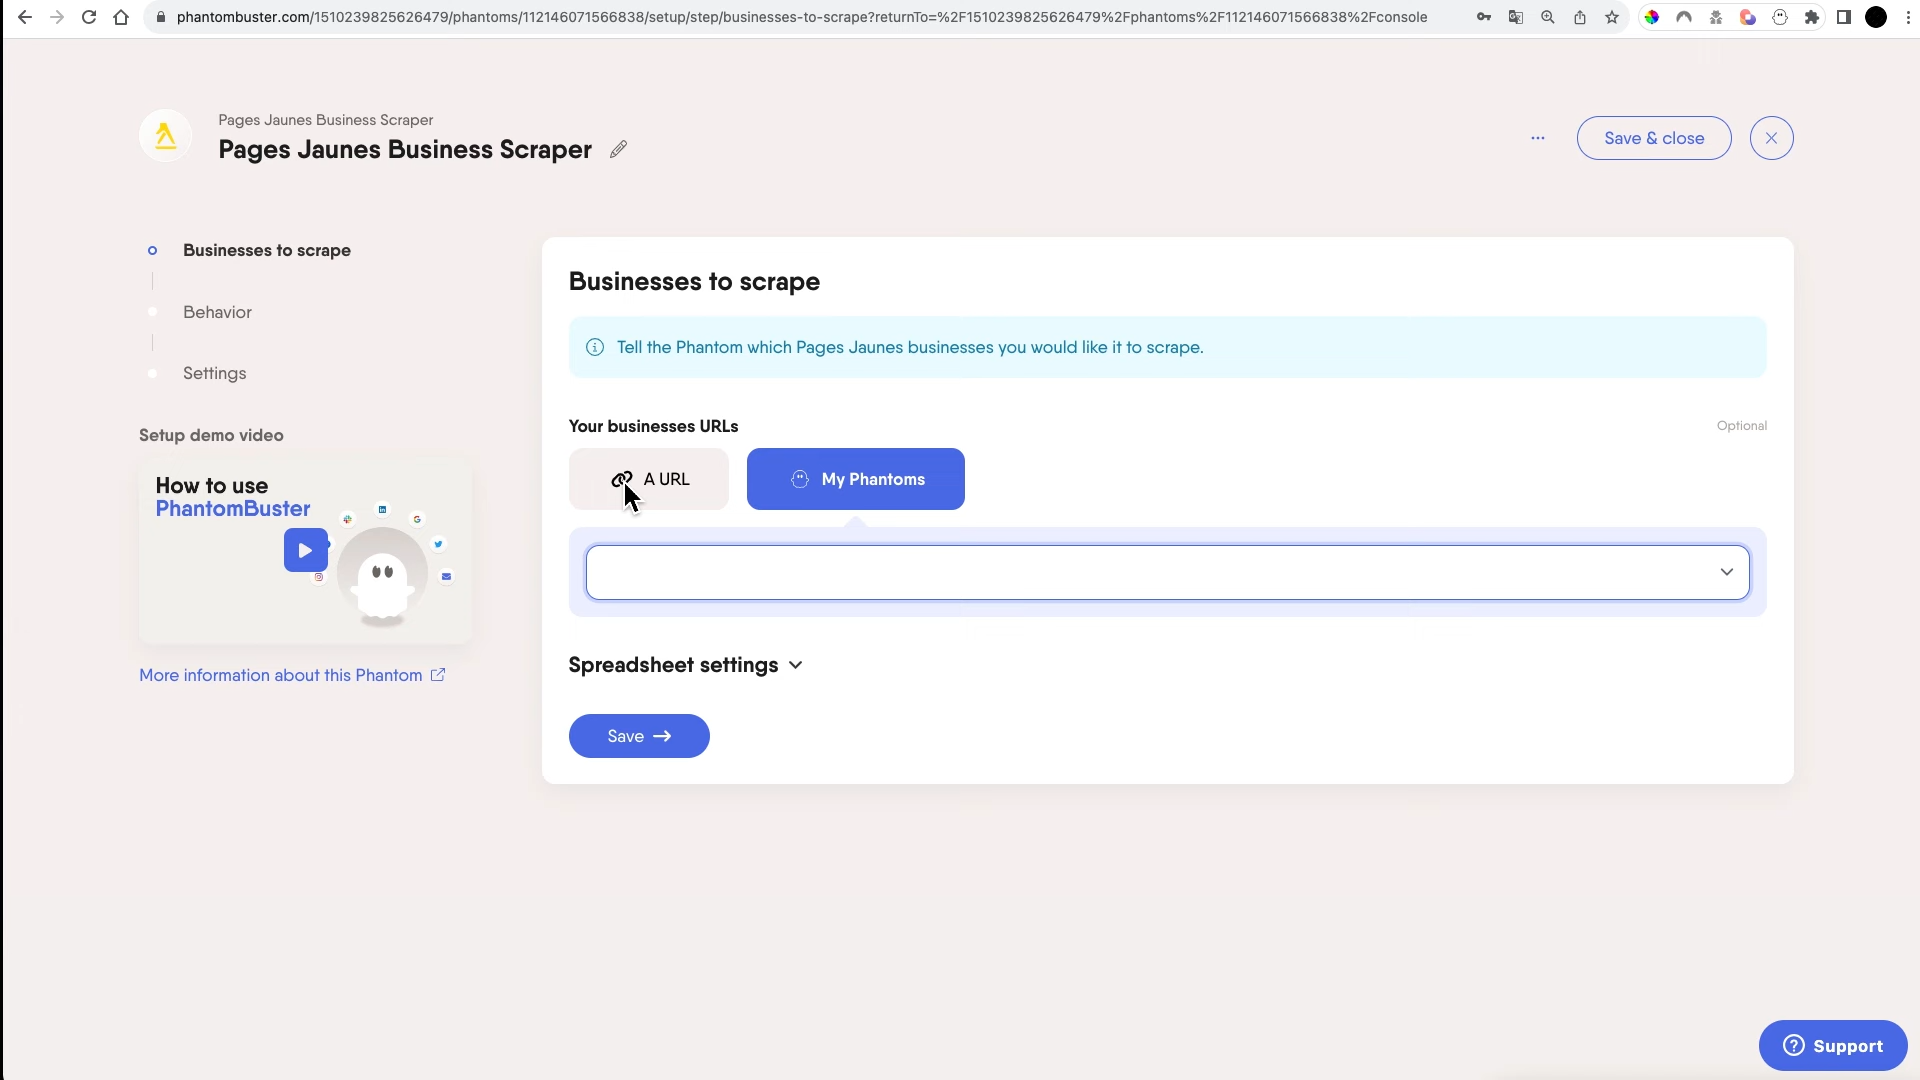 phantombuster.com/1510239825626479/phantoms/112146071566838/setup/step/businesses-to-scrape?returnTo=%2F1510239825626479%2Fphantoms%2F112146071566838%2Fconsole
Pages Jaunes Business Scraper
Pages Jaunes Business Scraper
Save & close
Businesses to scrape
Behavior
Settings
Setup demo video
How to use
PhantomBuster
More information about this Phantom
Businesses to scrape
Tell the Phantom which Pages Jaunes businesses you would like it to scrape.
Your businesses URLs
Optional
A URL
My Phantoms
Spreadsheet settings
Save
Support